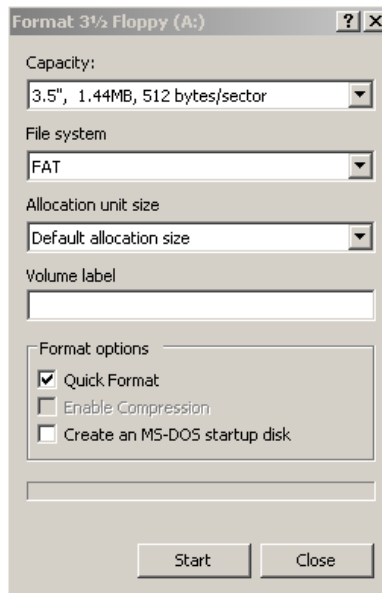 Format 3½ Floppy (A:)
Capacity:
3.5", 1.44MB, 512 bytes/sector
File system
FAT
Allocation unit size
Default allocation size
Volume label
Format options
Quick Format
Enable Compression
Create an MS-DOS startup disk
Start Close